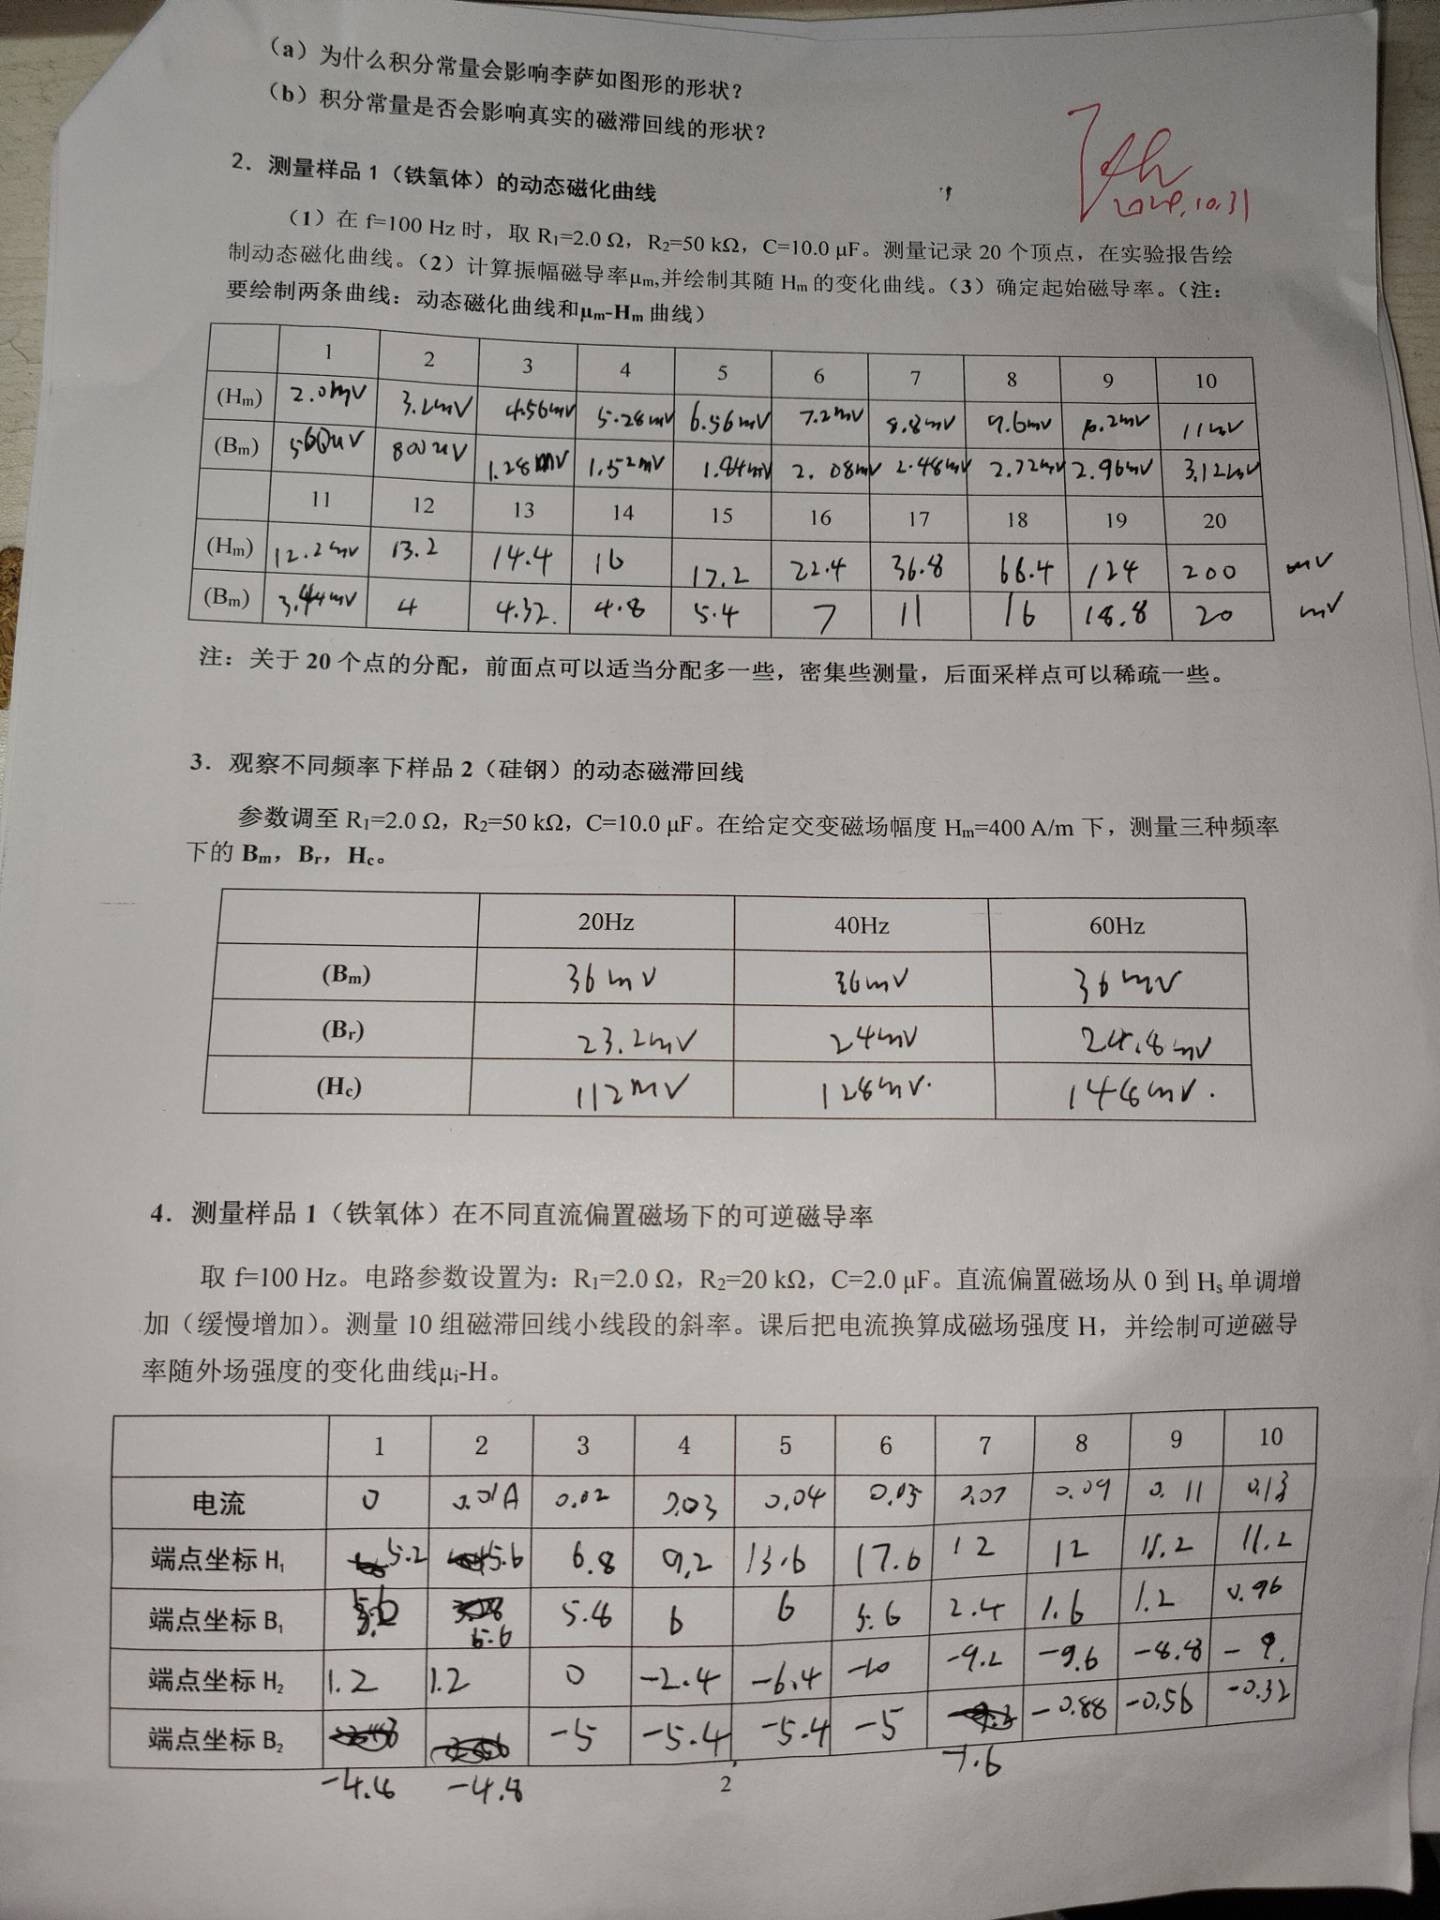 (a) 为什么积分常量会影响李萨如图形的形状?
(b) 积分常量是否会影响真实的磁滞回线的形状?
2024.10.31
2. 测量样品 1 (铁氧体) 的动态磁化曲线
(1) 在 f=100 Hz 时, 取 R₁=2.0 Ω, R₂=50 kΩ, C=10.0 μF。测量记录 20 个顶点, 在实验报告绘
制动态磁化曲线。(2) 计算振幅磁导率μm,并绘制其随 Hm 的变化曲线。(3) 确定起始磁导率。(注:
要绘制两条曲线: 动态磁化曲线和μm-Hm 曲线)
1 2 3 4 5 6 7 8 9 10
(Hm) 2.0mV 3.2mV 4.56mV 5.28mV 6.56mV 7.2mV 8.8mV 9.6mV 10.2mV 11mV
(Bm) 560uV 800uV 1.28mV 1.52mV 1.84mV 2.08mV 2.48mV 2.72mV 2.96mV 3.12mV
11 12 13 14 15 16 17 18 19 20
(Hm) 12.2mV 13.2 14.4 16 17.2 22.4 36.8 66.4 124 200 mV
(Bm) 3.44mV 4 4.32. 4.8 5.4 7 11 16 18.8 20 mV
注: 关于 20 个点的分配, 前面点可以适当分配多一些, 密集些测量, 后面采样点可以稀疏一些。
3. 观察不同频率下样品 2 (硅钢) 的动态磁滞回线
参数调至 R₁=2.0 Ω, R₂=50 kΩ, C=10.0 μF。在给定交变磁场幅度 Hm=400 A/m 下, 测量三种频率
下的 Bm, Br, Hc。
20Hz 40Hz 60Hz
(Bm) 36mV 36mV 36mV
(Br) 23.2mV 24mV 24.8mV
(Hc) 112mV 128mV. 148mV.
4. 测量样品 1 (铁氧体) 在不同直流偏置磁场下的可逆磁导率
取 f=100 Hz。电路参数设置为: R₁=2.0 Ω, R₂=20 kΩ, C=2.0 μF。直流偏置磁场从 0 到 Hs 单调增
加 (缓慢增加)。测量 10 组磁滞回线小线段的斜率。课后把电流换算成磁场强度 H, 并绘制可逆磁导
率随外场强度的变化曲线μi-H。
1 2 3 4 5 6 7 8 9 10
电流 0 0.01A 0.02 0.03 0.04 0.05 0.07 0.09 0.11 0.13
端点坐标 H₁ 5.2 5.6 6.8 9.2 13.6 17.6 12 12 11.2 11.2
端点坐标 B₁ 5.6 5.8 6 6 5.6 2.4 1.6 1.2 0.96
端点坐标 H₂ 1.2 1.2 0 -2.4 -6.4 -10 -9.2 -9.6 -8.8 -9.
端点坐标 B₂ -5 -5.4 -5.4 -5 -0.88 -0.56 -0.32
-4.8 -4.8 -1.6
2